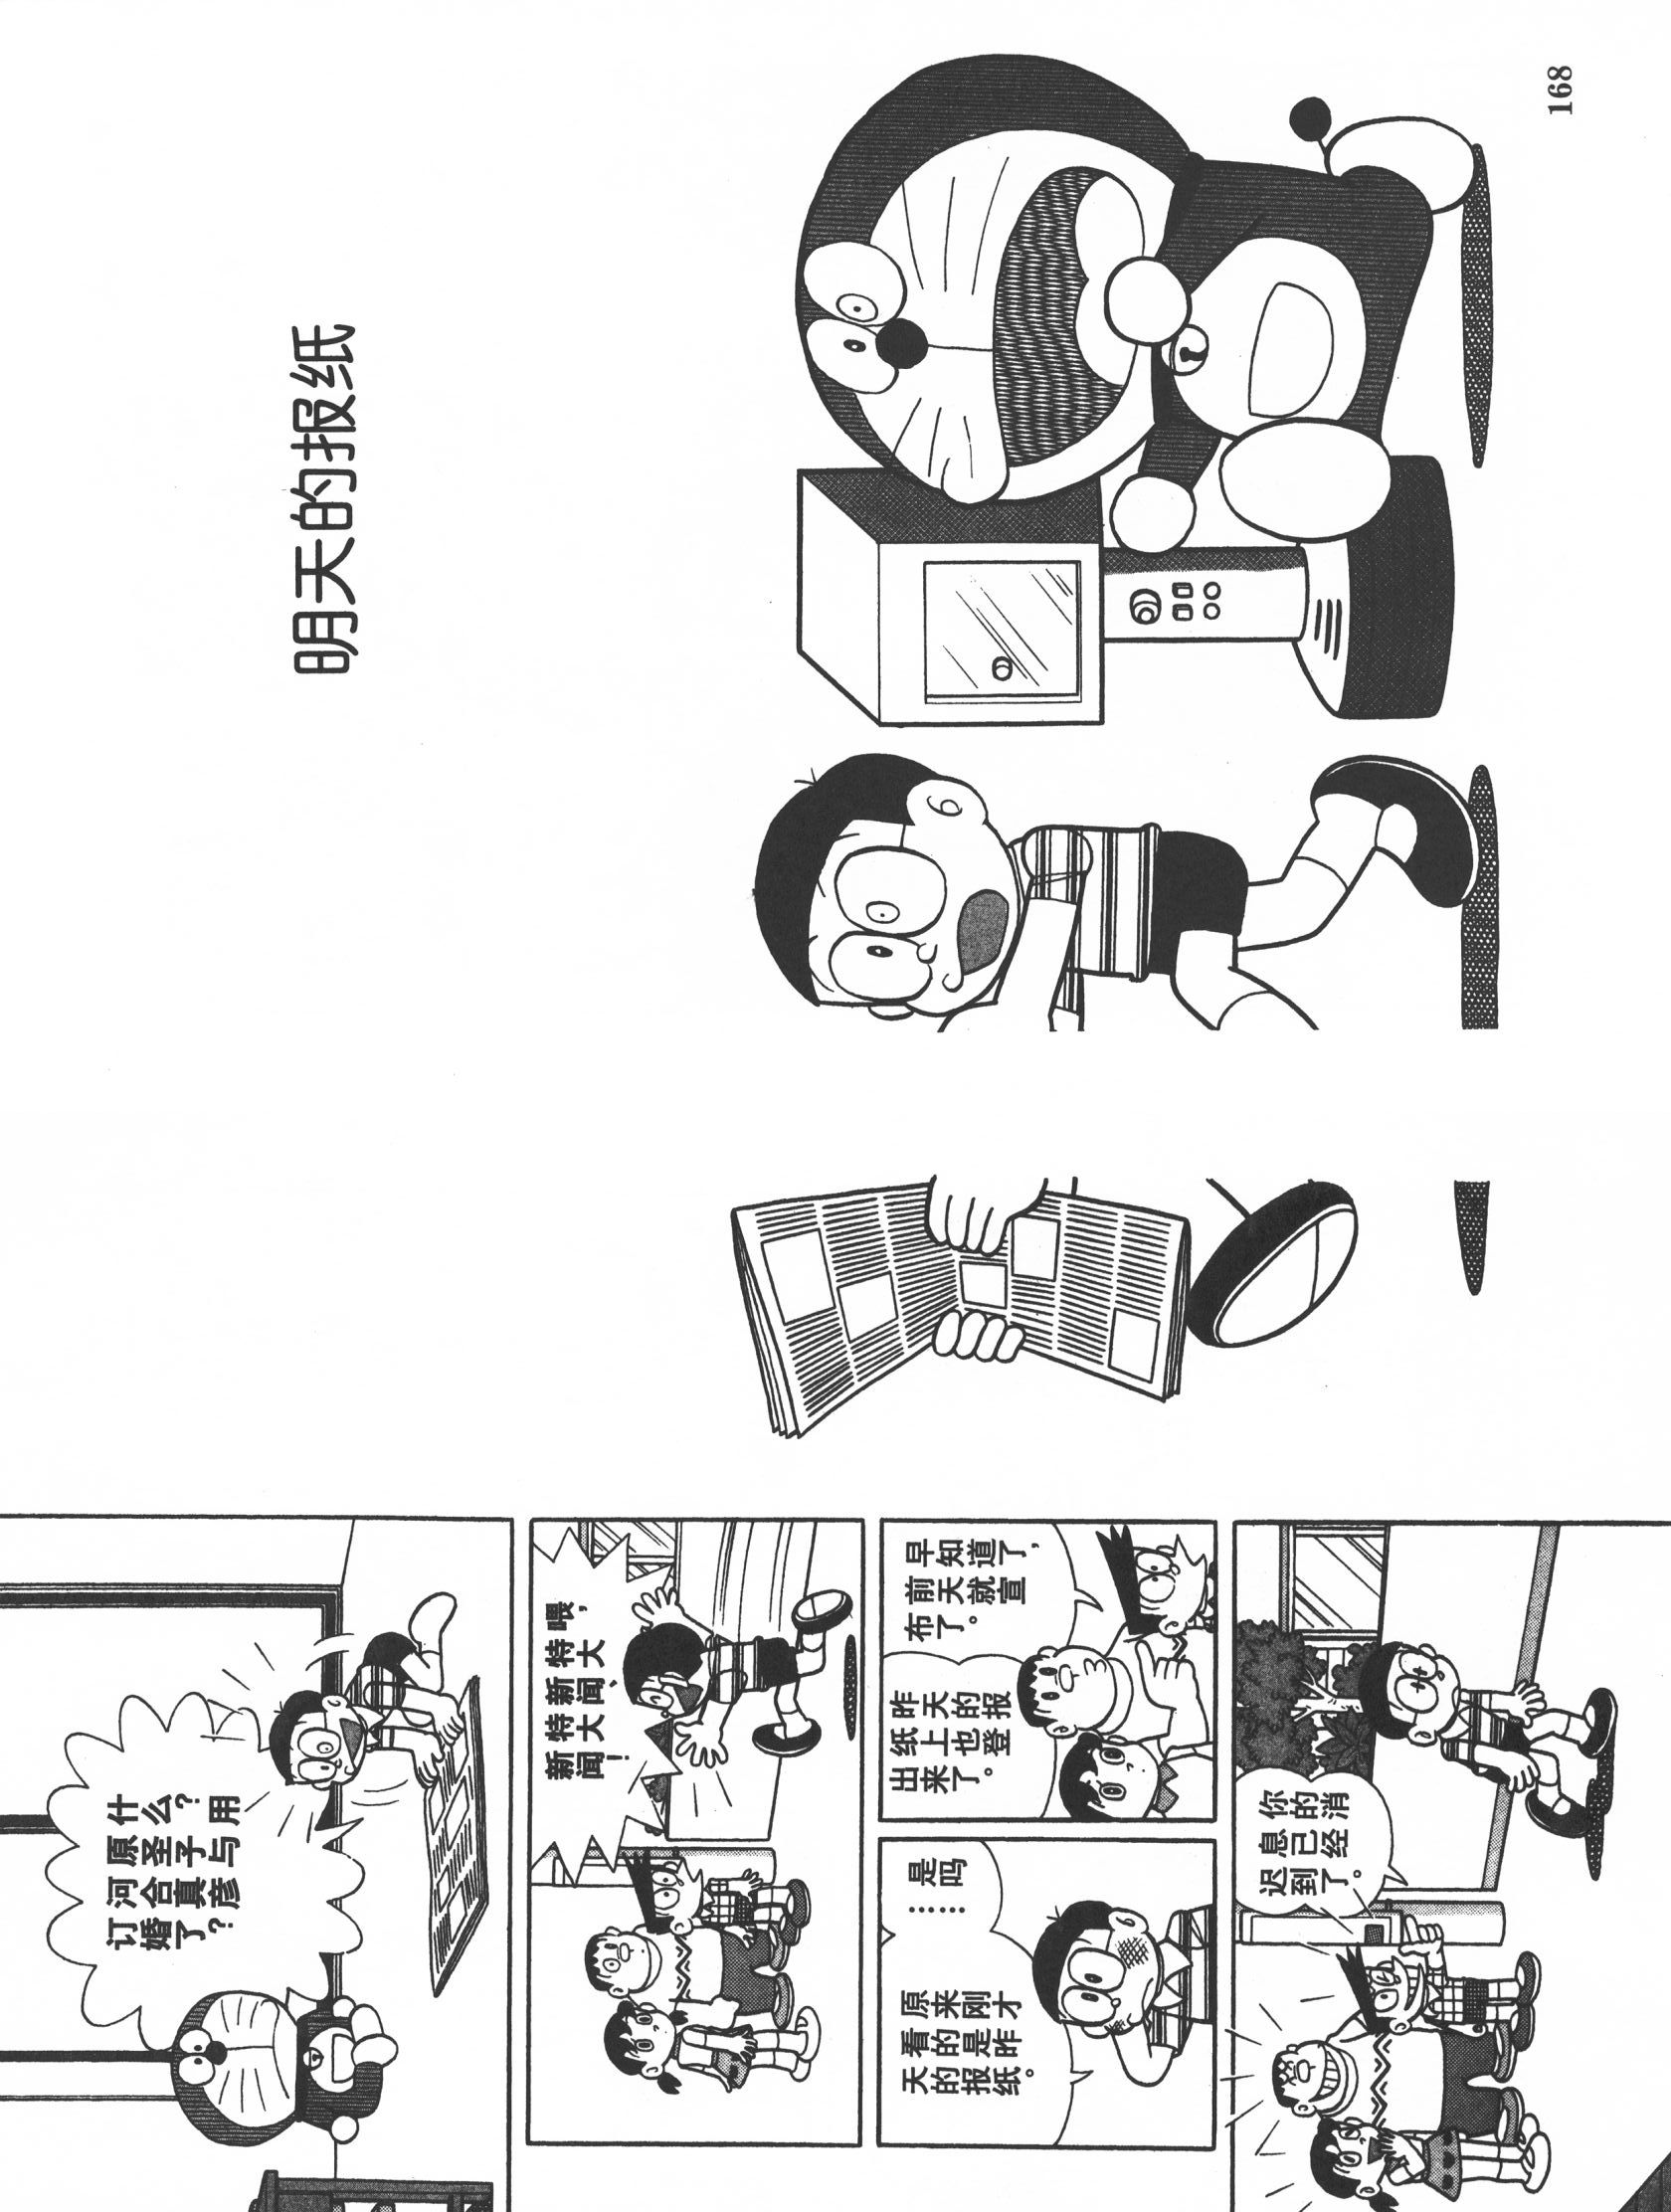 168
明天的报纸
什么？用
原圣子与
河合真彦
订婚了？
喂，
特大
新闻、
特大
新闻！
早知道了，
前天就宣
布了。
昨天的报
纸上也登
出来了。
是吗
……
原来刚才
看的是昨
天的报纸。
你的消
息已经
迟到了。